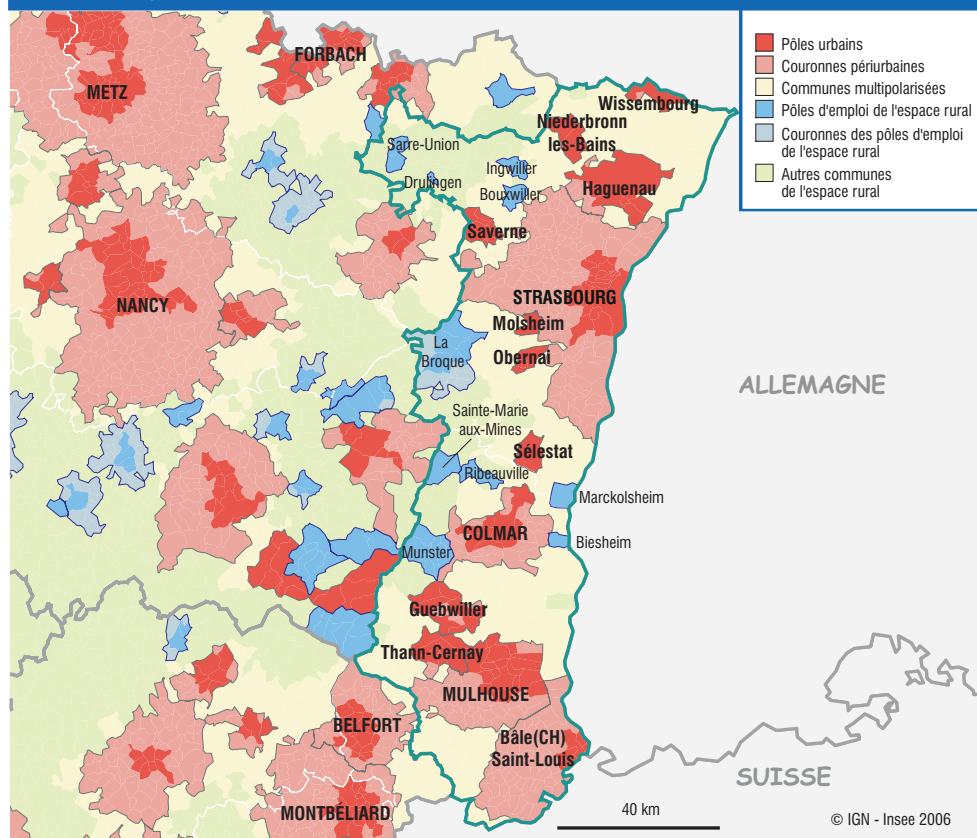 Pôles urbains
Couronnes périurbaines
Communes multipolarisées
Pôles d'emploi de l'espace rural
Couronnes des pôles d'emploi
de l'espace rural
Autres communes
de l'espace rural
FORBACH
METZ
Wissembourg
Niederbronn
les-Bains
Sarre-Union
Ingwiller
Drulingen
Bouxwiller
Haguenau
Saverne
STRASBOURG
NANCY
Molsheim
La
Broque
Obernai
ALLEMAGNE
Sainte-Marie
aux-Mines
Sélestat
Ribeauville
Marckolsheim
COLMAR
Biesheim
Munster
Guebwiller
Thann-Cernay
MULHOUSE
BELFORT
Bâle(CH)
Saint-Louis
SUISSE
MONTBÉLIARD
40 km
© IGN - Insee 2006